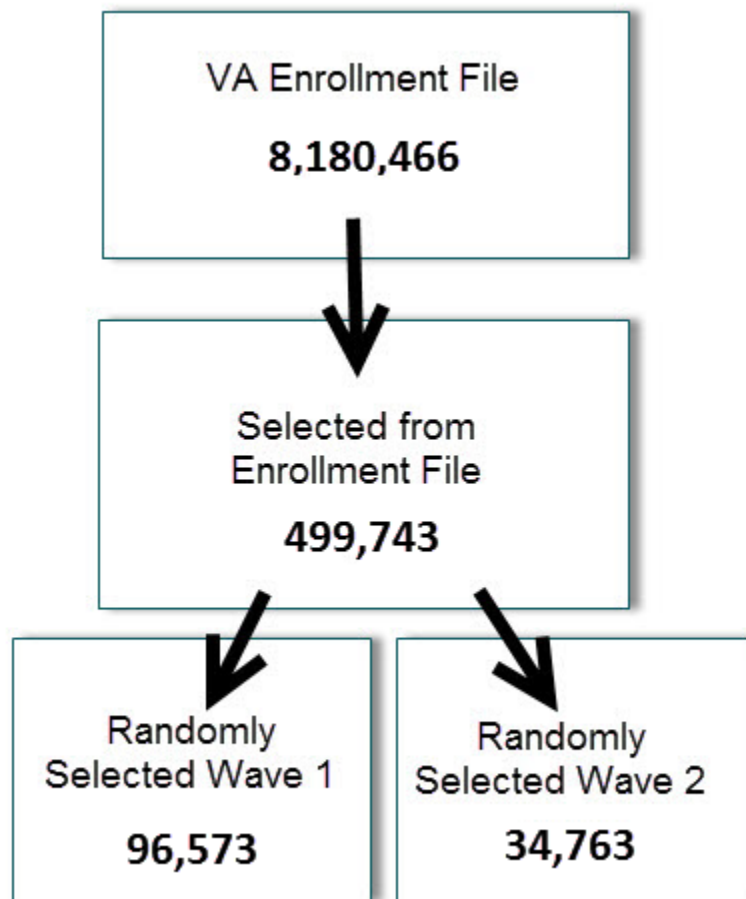 VA Enrollment File
8,180,466
Selected from
Enrollment File
499,743
Randomly
Selected Wave 1
96,573
Randomly
Selected Wave 2
34,763